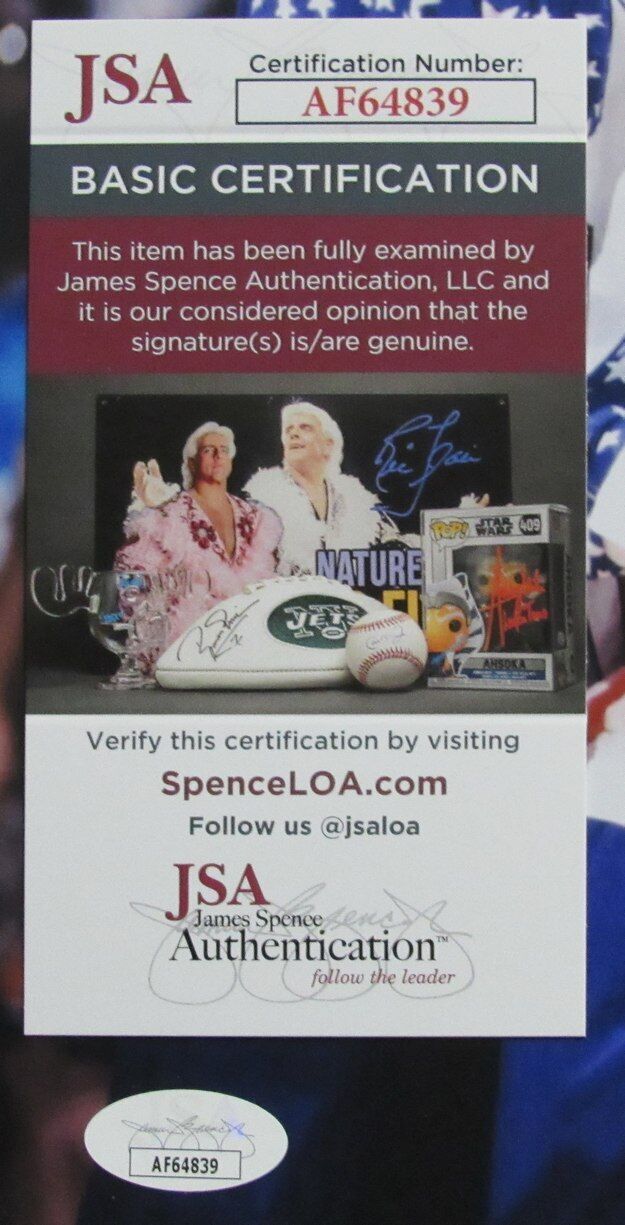 JSA
Certification Number:
AF64839
BASIC CERTIFICATION
This item has been fully examined by
James Spence Authentication, LLC and
it is our considered opinion that the
signature(s) is/are genuine.
POP! STAR WARS 409
NATURE
JETS
AHSOKA
Verify this certification by visiting
SpenceLOA.com
Follow us @jsaloa
JSA
James Spence
Authentication™
follow the leader
AF64839